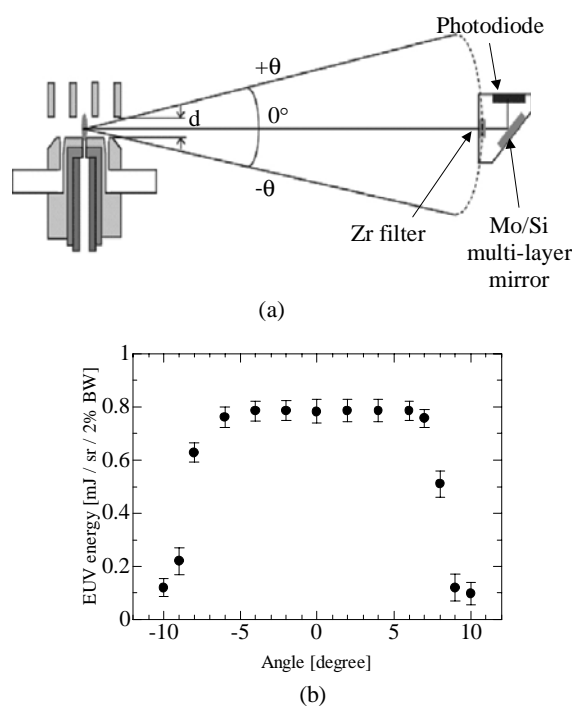 Photodiode
+θ
d
0°
-θ
Zr filter
Mo/Si
multi-layer
mirror
(a)
EUV energy [mJ / sr / 2% BW]
1
0.8
0.6
0.4
0.2
0
-10
-5
0
5
10
Angle [degree]
(b)